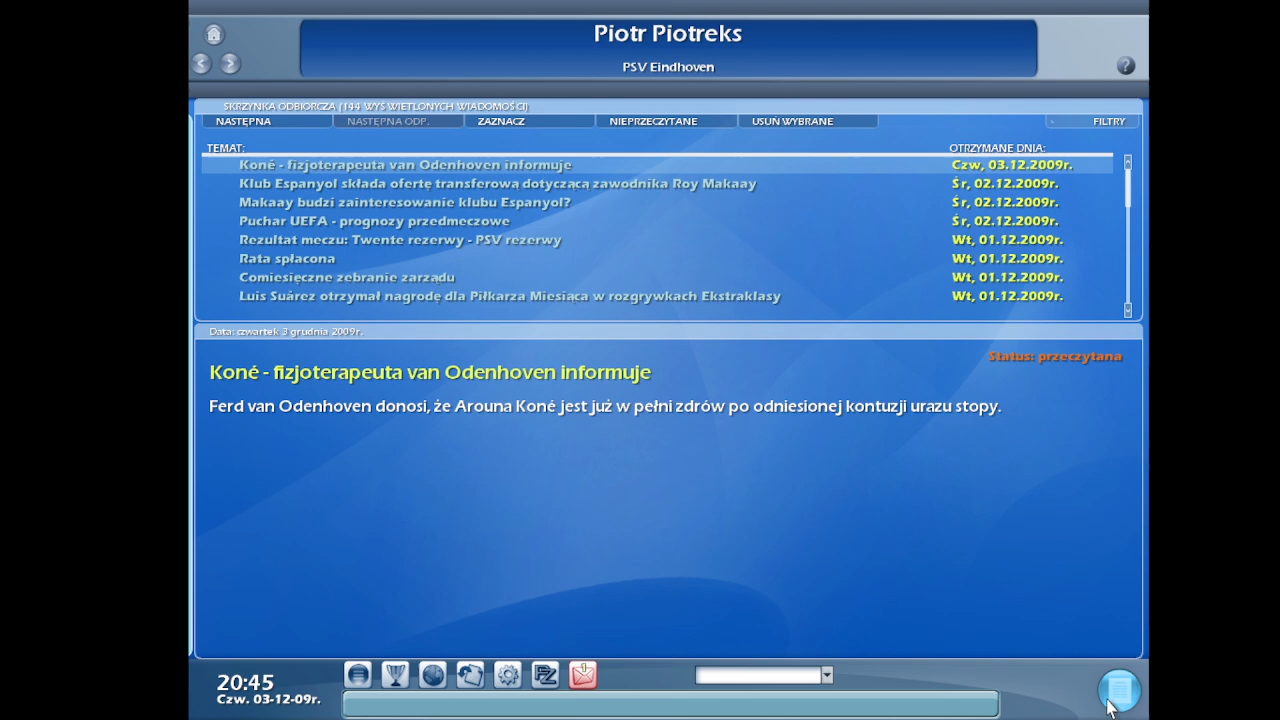 Piotr Piotreks
PSV Eindhoven
?
SKRZYNKA ODBIORCZA (144 WYŚWIETLONYCH WIADOMOŚCI)
NASTĘPNA NASTĘPNA ODP. ZAZNACZ NIEPRZECZYTANE USUŃ WYBRANE FILTRY
TEMAT: OTRZYMANE DNIA:
Koné - fizjoterapeuta van Odenhoven informuje Czw, 03.12.2009r.
Klub Espanyol składa ofertę transferową dotyczącą zawodnika Roy Makaay Śr, 02.12.2009r.
Makaay budzi zainteresowanie klubu Espanyol? Śr, 02.12.2009r.
Puchar UEFA - prognozy przedmeczowe Śr, 02.12.2009r.
Rezultat meczu: Twente rezerwy - PSV rezerwy Wt, 01.12.2009r.
Rata spłacona Wt, 01.12.2009r.
Comiesięczne zebranie zarządu Wt, 01.12.2009r.
Luis Suárez otrzymał nagrodę dla Piłkarza Miesiąca w rozgrywkach Ekstraklasy Wt, 01.12.2009r.
Data: czwartek 3 grudnia 2009r.
Status: przeczytana
Koné - fizjoterapeuta van Odenhoven informuje
Ferd van Odenhoven donosi, że Arouna Koné jest już w pełni zdrów po odniesionej kontuzji urazu stopy.
20:45
Czw. 03-12-09r.
FZ
1